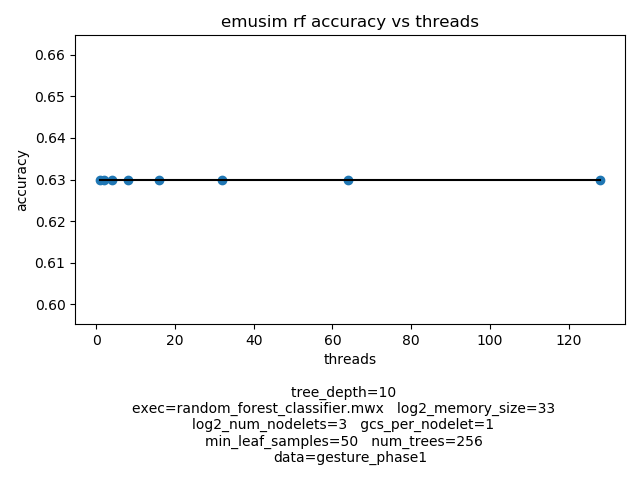 emusim rf accuracy vs threads
0.66
0.65
0.64
0.63
0.62
0.61
0.60
accuracy
0 20 40 60 80 100 120
threads
tree_depth=10
exec=random_forest_classifier.mwx log2_memory_size=33
log2_num_nodelets=3 gcs_per_nodelet=1
min_leaf_samples=50 num_trees=256
data=gesture_phase1